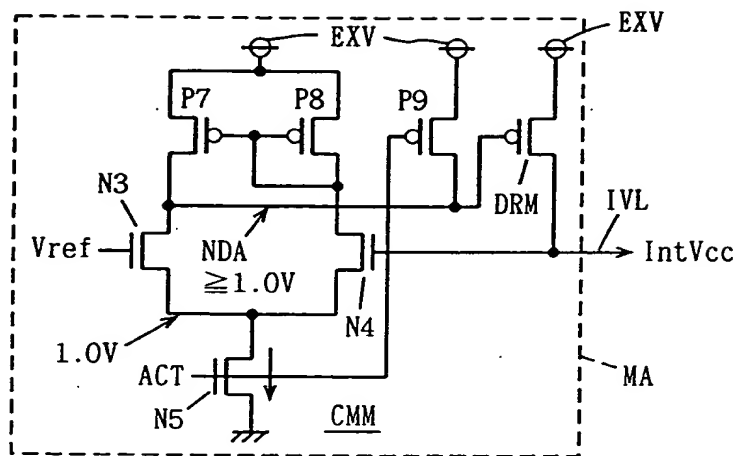 EXV
EXV
P7
P8
P9
N3
DRM
IVL
Vref
NDA
≧1.0V
IntVcc
N4
1.0V
ACT
MA
N5
CMM